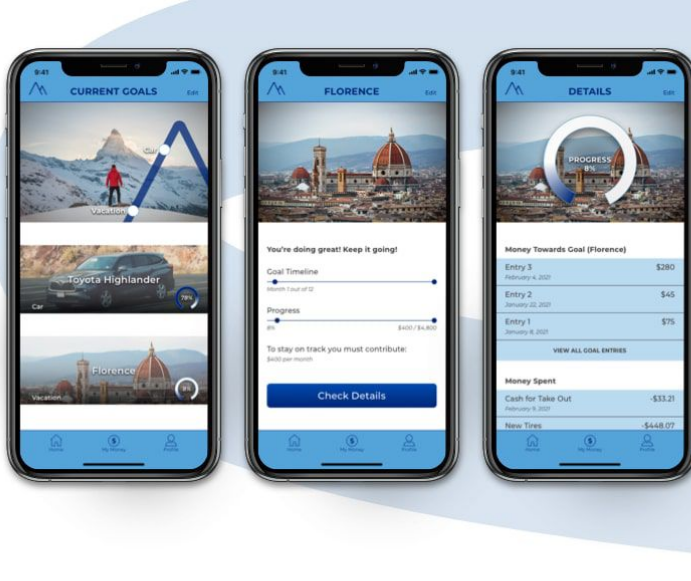 9:41
CURRENT GOALS
Edit
Car
Vacation
Toyota Highlander
Car
78%
Florence
Vacation
8%
Home
My Money
Profile
9:41
FLORENCE
Edit
You're doing great! Keep it going!
Goal Timeline
Month 1 out of 12
Progress
8%
$400 / $4,800
To stay on track you must contribute:
$400 per month
Check Details
Home
My Money
Profile
9:41
DETAILS
Edit
PROGRESS
8%
Money Towards Goal (Florence)
Entry 3 $280
February 4, 2021
Entry 2 $45
January 22, 2021
Entry 1 $75
January 8, 2021
VIEW ALL GOAL ENTRIES
Money Spent
Cash for Take Out -$33.21
February 9, 2021
New Tires -$448.07
Home
My Money
Profile